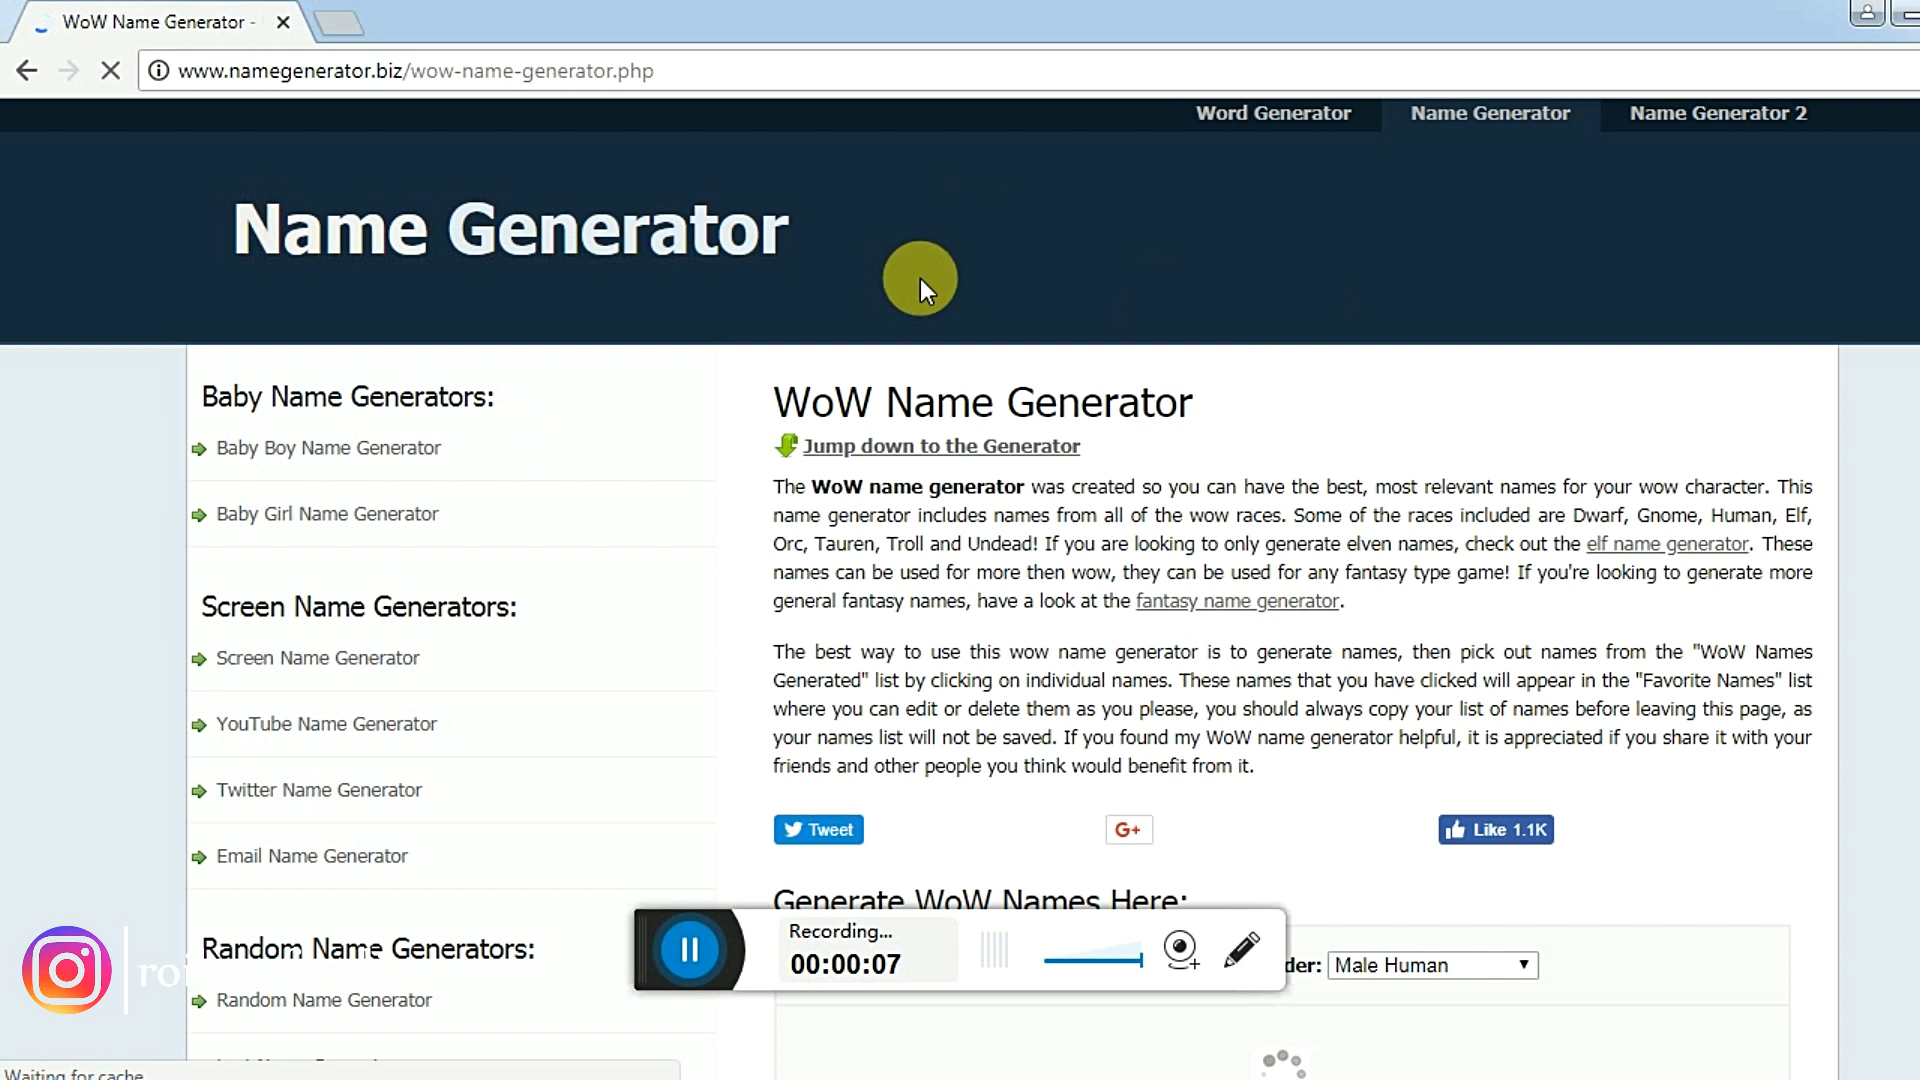 WoW Name Generator -
www.namegenerator.biz/wow-name-generator.php
Word Generator
Name Generator
Name Generator 2
Name Generator
Baby Name Generators:
Baby Boy Name Generator
Baby Girl Name Generator
Screen Name Generators:
Screen Name Generator
YouTube Name Generator
Twitter Name Generator
Email Name Generator
Random Name Generators:
Random Name Generator
WoW Name Generator
Jump down to the Generator
The WoW name generator was created so you can have the best, most relevant names for your wow character. This
name generator includes names from all of the wow races. Some of the races included are Dwarf, Gnome, Human, Elf,
Orc, Tauren, Troll and Undead! If you are looking to only generate elven names, check out the elf name generator. These
names can be used for more then wow, they can be used for any fantasy type game! If you're looking to generate more
general fantasy names, have a look at the fantasy name generator.
The best way to use this wow name generator is to generate names, then pick out names from the "WoW Names
Generated" list by clicking on individual names. These names that you have clicked will appear in the "Favorite Names" list
where you can edit or delete them as you please, you should always copy your list of names before leaving this page, as
your names list will not be saved. If you found my WoW name generator helpful, it is appreciated if you share it with your
friends and other people you think would benefit from it.
Tweet
G+
Like 1.1K
Generate WoW Names Here:
der: Male Human
Recording...
00:00:07
Waiting for cache